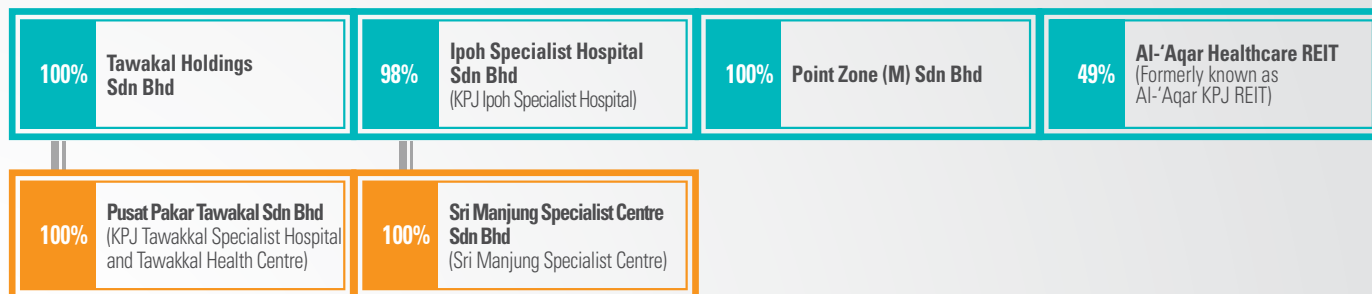 100%
Tawakal Holdings
Sdn Bhd
98%
Ipoh Specialist Hospital
Sdn Bhd
(KPJ Ipoh Specialist Hospital)
100%
Point Zone (M) Sdn Bhd
49%
Al-‘Aqar Healthcare REIT
(Formerly known as
Al-‘Aqar KPJ REIT)
100%
Pusat Pakar Tawakal Sdn Bhd
(KPJ Tawakkal Specialist Hospital
and Tawakkal Health Centre)
100%
Sri Manjung Specialist Centre
Sdn Bhd
(Sri Manjung Specialist Centre)